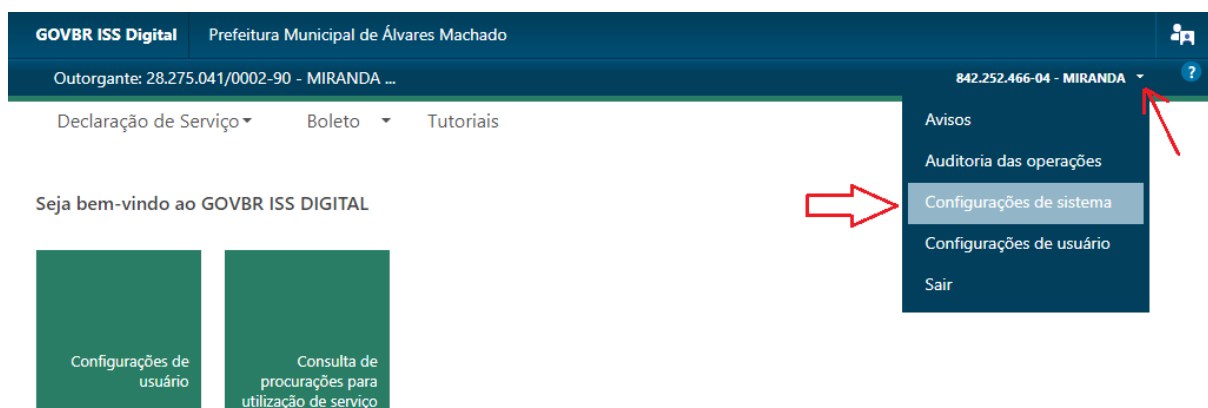 GOVBR ISS Digital Prefeitura Municipal de Álvares Machado
Outorgante: 28.275.041/0002-90 - MIRANDA ... 842.252.466-04 - MIRANDA ?
Declaração de Serviço Boleto Tutoriais
Avisos
Auditoria das operações
Configurações de sistema
Configurações de usuário
Sair
Seja bem-vindo ao GOVBR ISS DIGITAL
Configurações de
usuário
Consulta de
procurações para
utilização de serviço